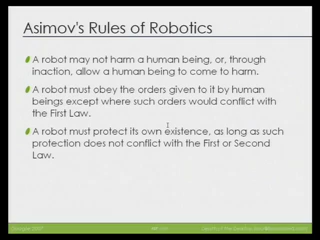 Asimov's Rules of Robotics
A robot may not harm a human being, or, through
inaction, allow a human being to come to harm.
A robot must obey the orders given to it by human
beings except where such orders would conflict with
the First Law.
A robot must protect its own existence, as long as such
protection does not conflict with the First or Second
Law.